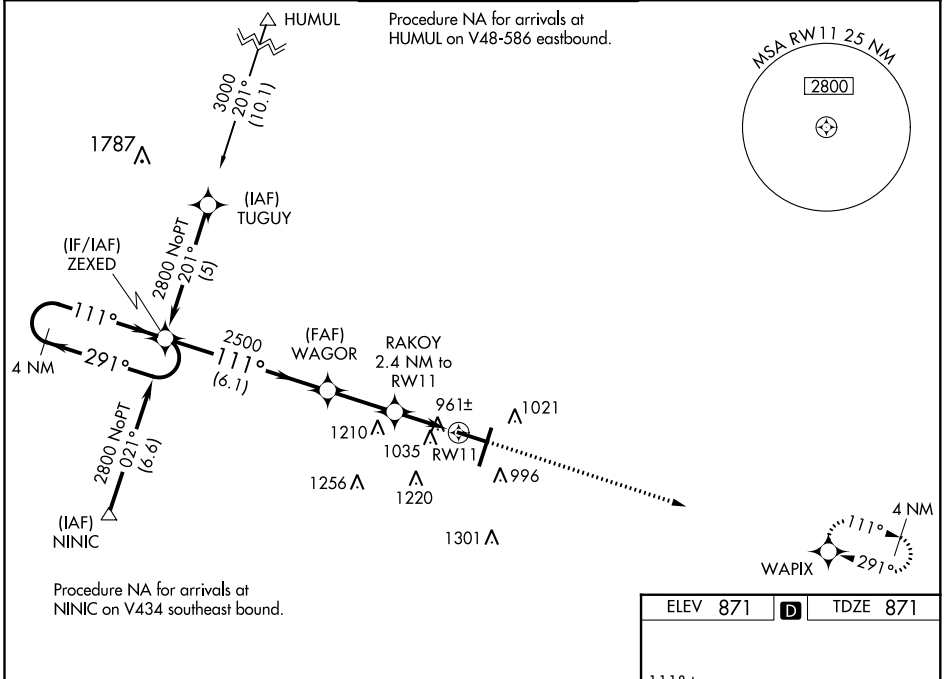 HUMUL
Procedure NA for arrivals at
HUMUL on V48-586 eastbound.
MSA RW11 25 NM
2800
3000
201°
(10.1)
1787
(IAF)
TUGUY
(IF/IAF)
ZEXED
2800 NoPT
201°
(5)
111°
291°
4 NM
2500
111°
(6.1)
(FAF)
WAGOR
RAKOY
2.4 NM to
RW11
961±
1021
1210
1035
RW11
996
1256
1220
1301
2800 NoPT
021°
(6.6)
(IAF)
NINIC
Procedure NA for arrivals at
NINIC on V434 southeast bound.
4 NM
111°
291°
WAPIX
ELEV 871
D
TDZE 871